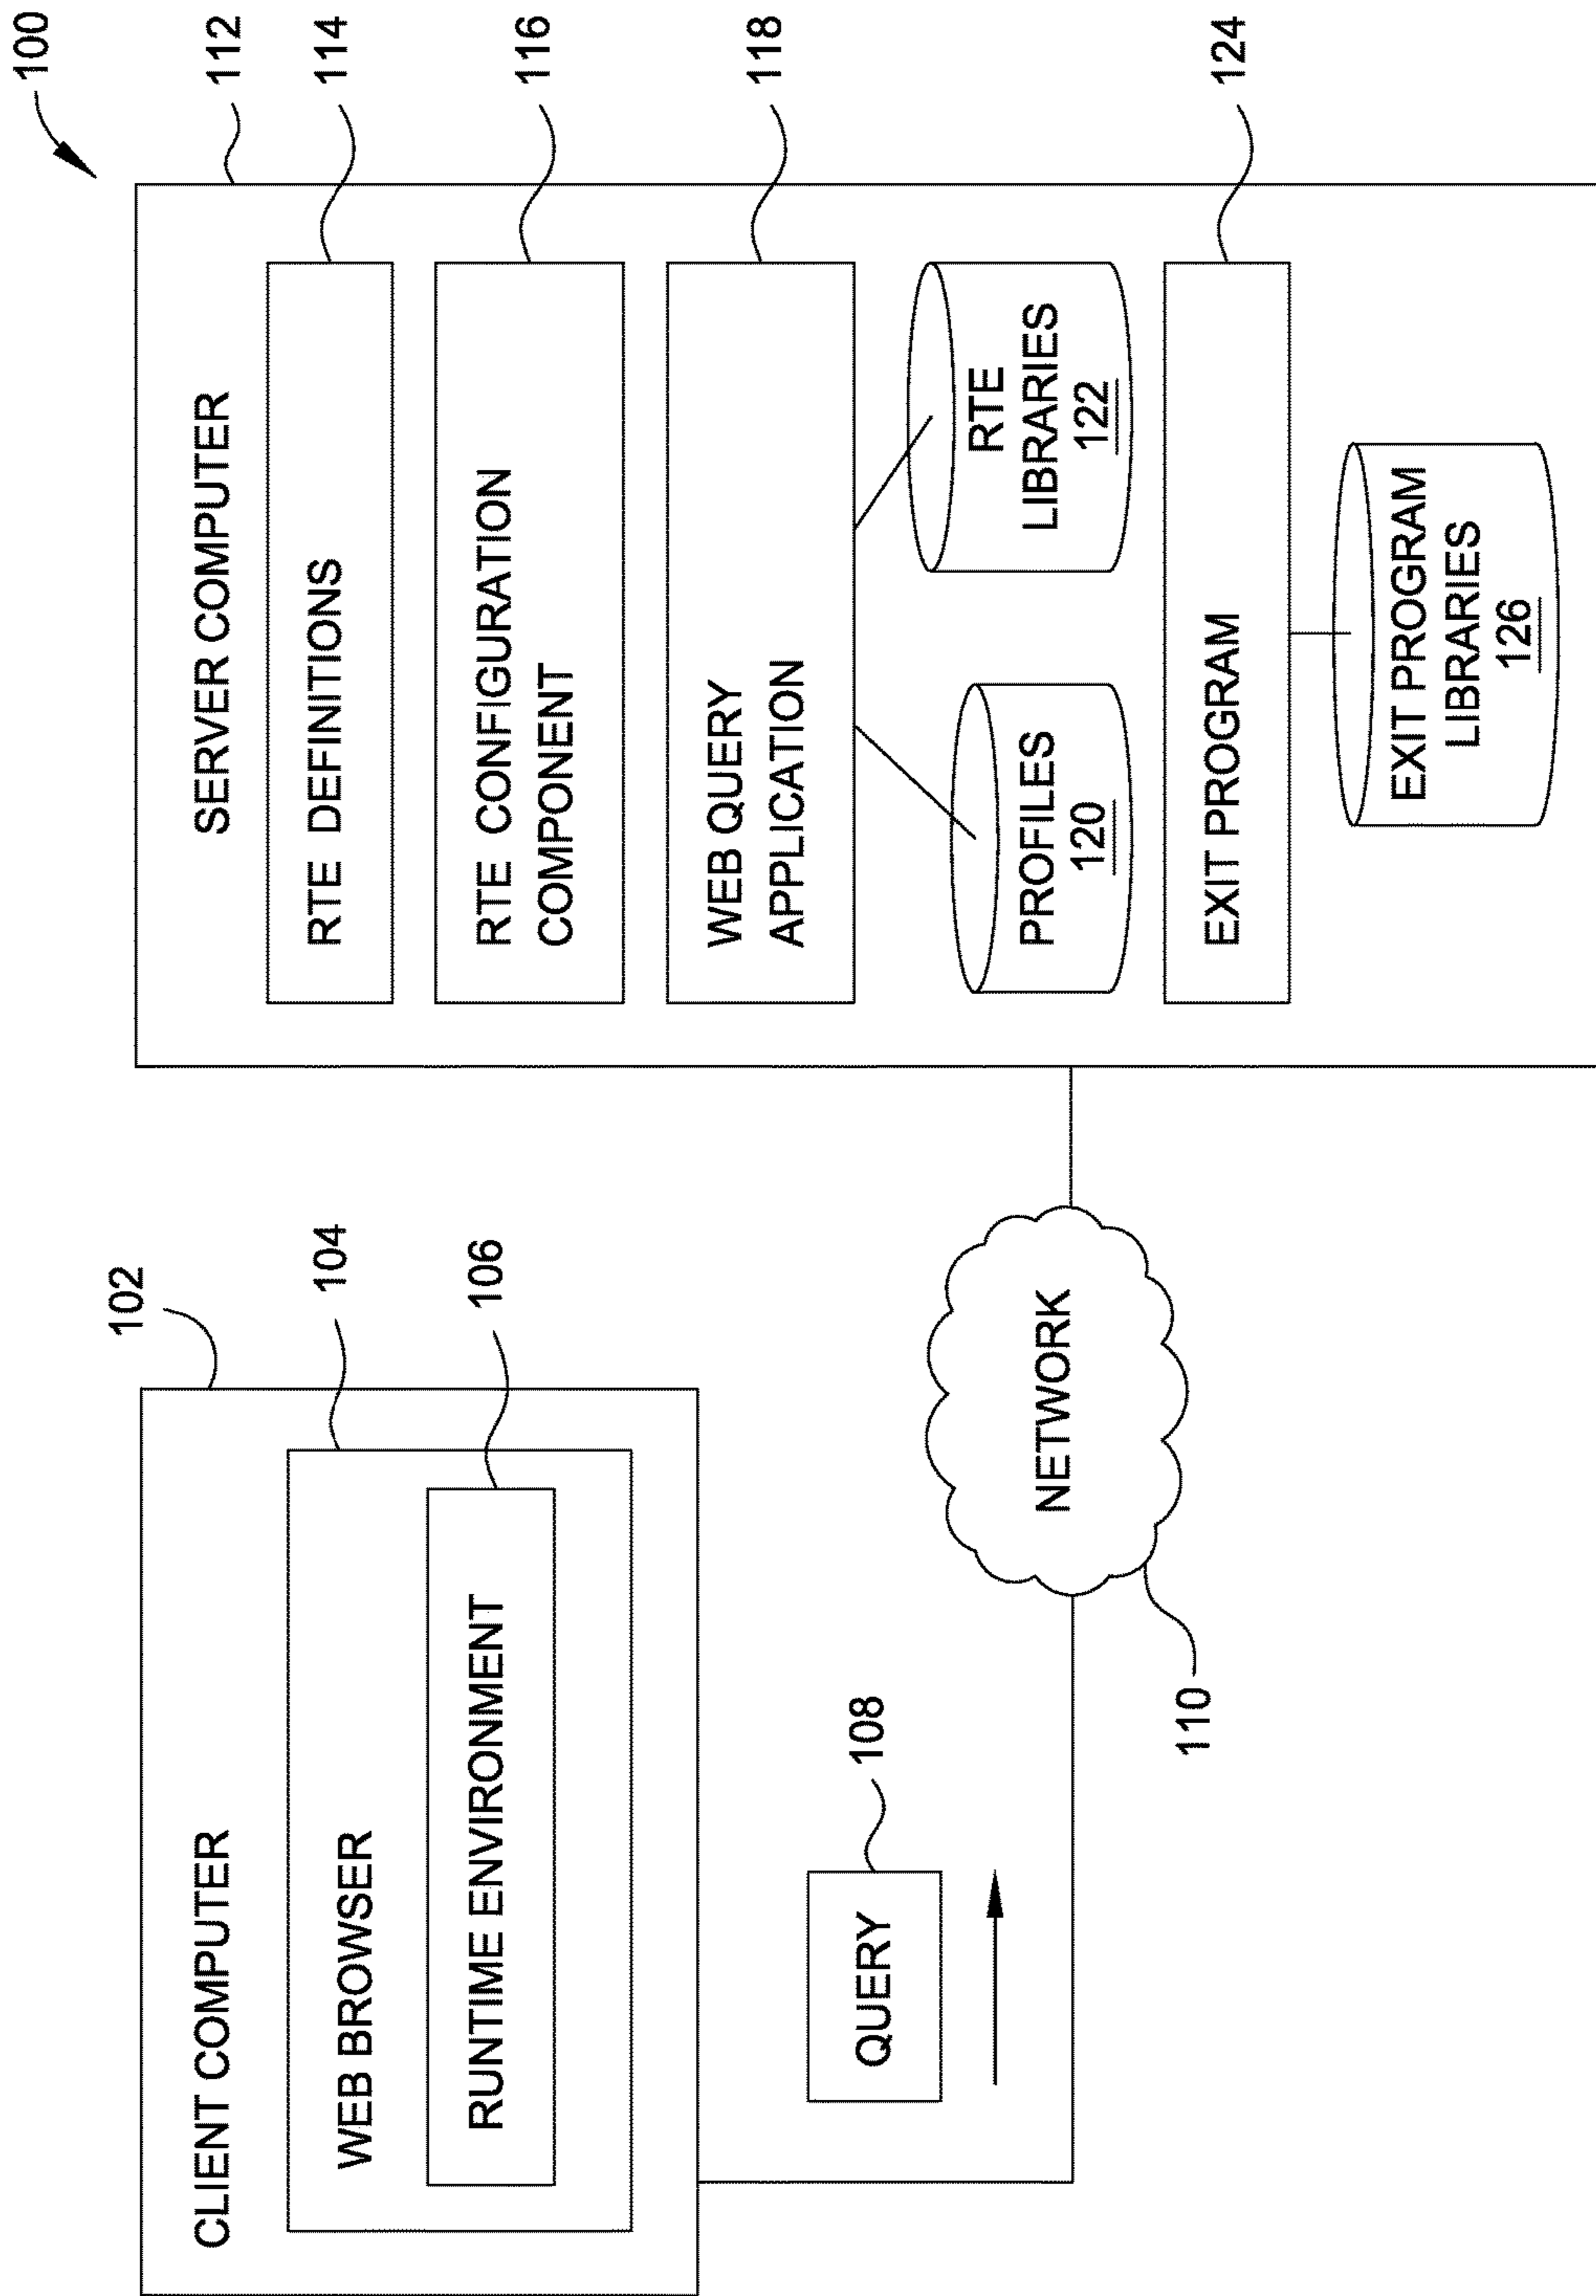 100
CLIENT COMPUTER
102
WEB BROWSER
104
RUNTIME ENVIRONMENT
106
QUERY
108
NETWORK
110
SERVER COMPUTER
112
RTE DEFINITIONS
114
RTE CONFIGURATION
COMPONENT
116
WEB QUERY
APPLICATION
118
PROFILES
120
RTE
LIBRARIES
122
EXIT PROGRAM
124
EXIT PROGRAM
LIBRARIES
126